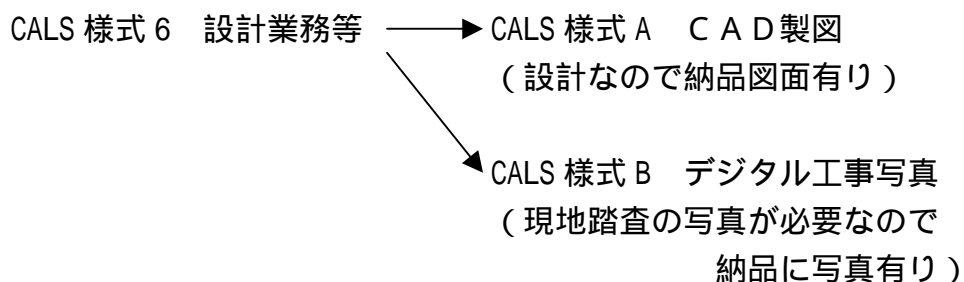 CALS 様式 6　設計業務等
CALS 様式 A　ＣＡＤ製図
（設計なので納品図面有り）
CALS 様式 B　デジタル工事写真
（現地踏査の写真が必要なので
納品に写真有り）